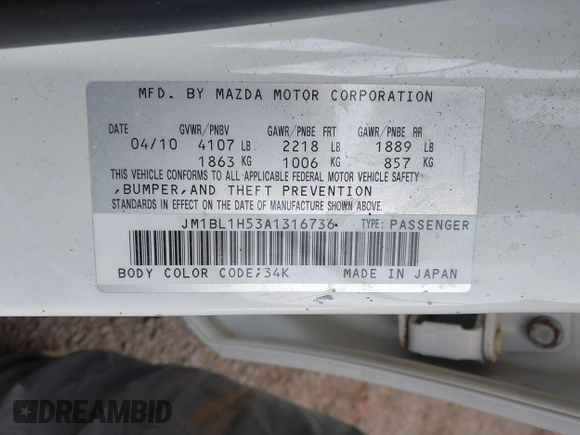 MFD. BY MAZDA MOTOR CORPORATION
DATE GVWR/PNBV GAWR/PNBE FRT GAWR/PNBE RR
04/10 4107 LB 2218 LB 1889 LB
1863 KG 1006 KG 857 KG
THIS VEHICLE CONFORMS TO ALL APPLICABLE FEDERAL MOTOR VEHICLE SAFETY
,BUMPER,AND THEFT PREVENTION
STANDARDS IN EFFECT ON THE DATE OF MANUFACTURE SHOWN ABOVE.
JM1BL1H53A1316736 TYPE: PASSENGER
BODY COLOR CODE:34K MADE IN JAPAN
DREAMBID